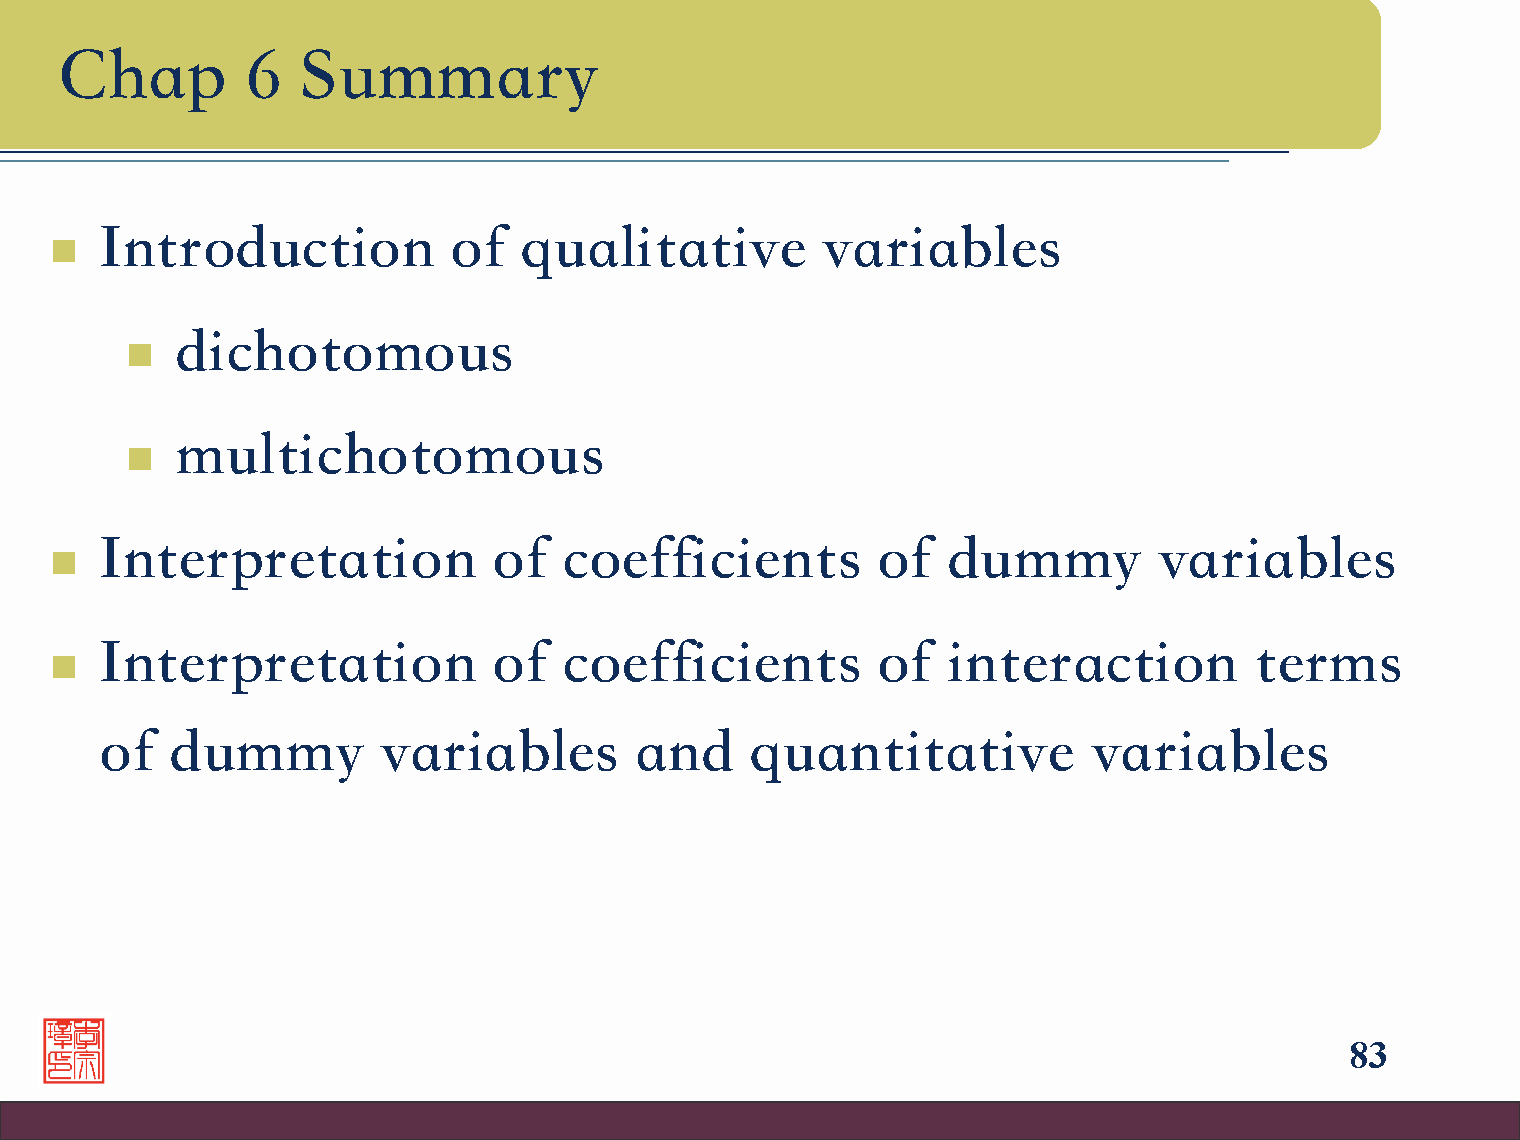 Chap 6 Summary
Introduction of qualitative variables
dichotomous
multichotomous
Interpretation of coefficients of dummy variables
Interpretation of coefficients of interaction terms
of dummy variables and quantitative variables
83